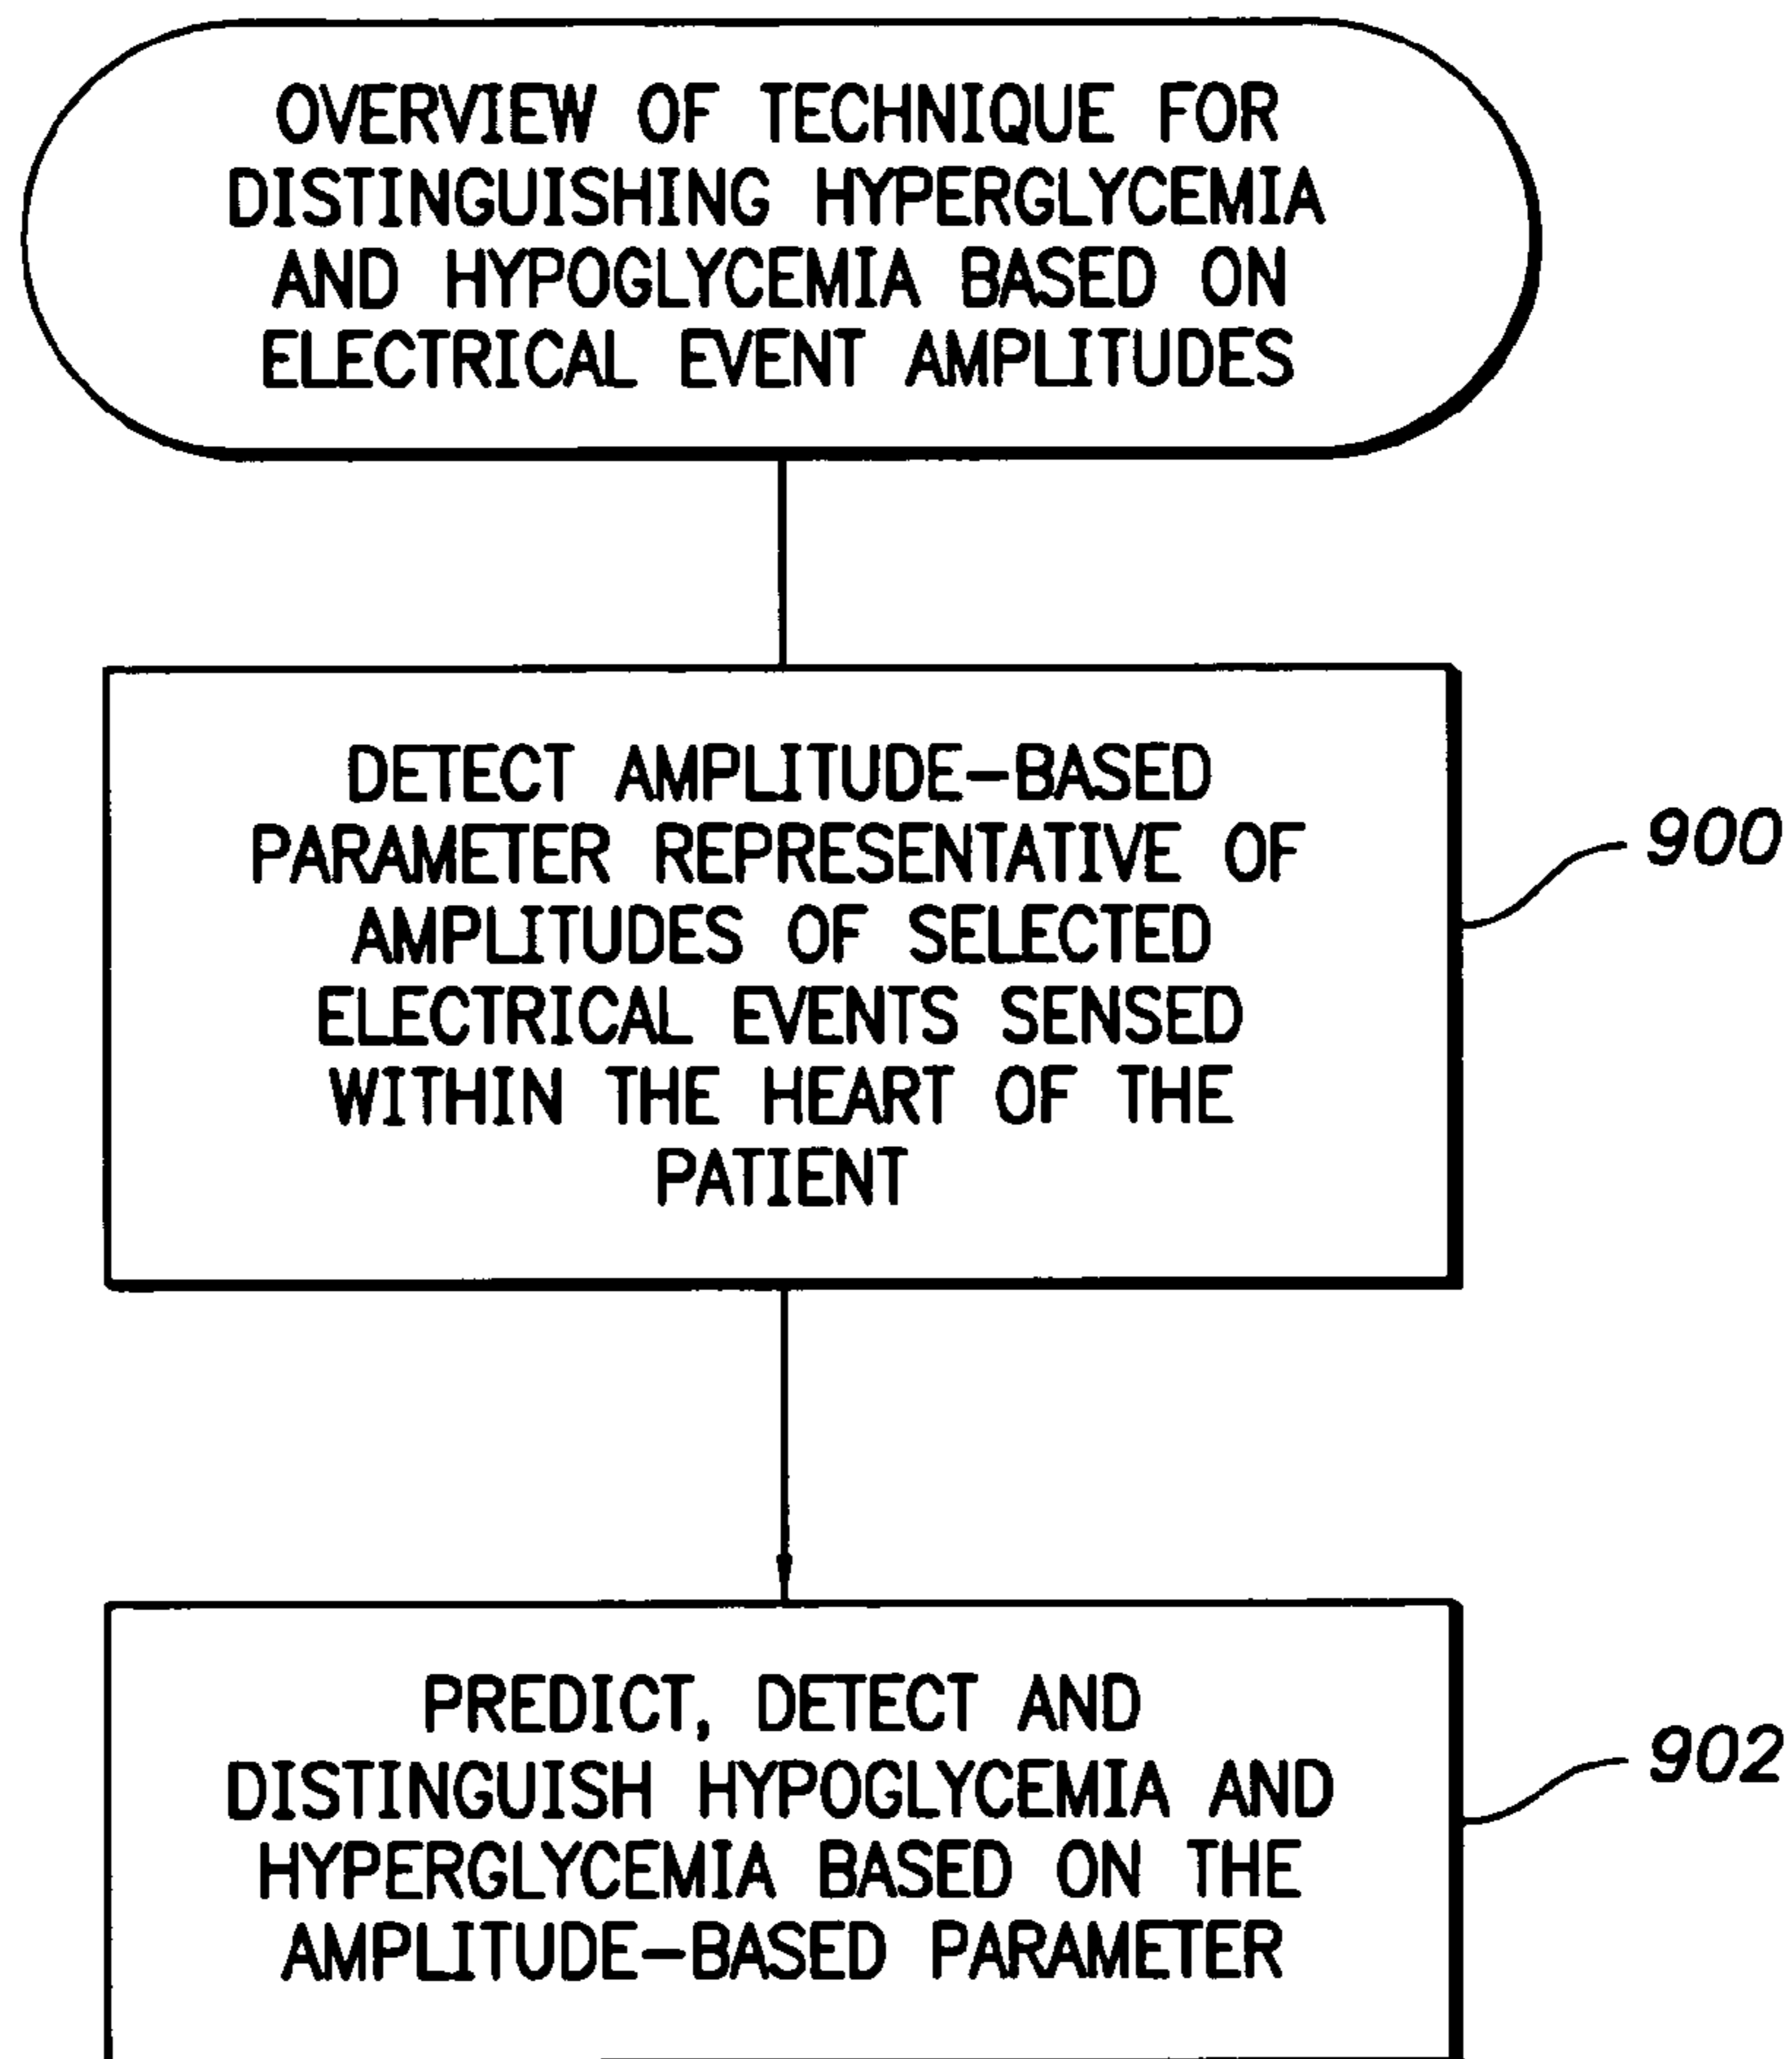 OVERVIEW OF TECHNIQUE FOR
DISTINGUISHING HYPERGLYCEMIA
AND HYPOGLYCEMIA BASED ON
ELECTRICAL EVENT AMPLITUDES
DETECT AMPLITUDE-BASED
PARAMETER REPRESENTATIVE OF
AMPLITUDES OF SELECTED
ELECTRICAL EVENTS SENSED
WITHIN THE HEART OF THE
PATIENT
900
PREDICT, DETECT AND
DISTINGUISH HYPOGLYCEMIA AND
HYPERGLYCEMIA BASED ON THE
AMPLITUDE-BASED PARAMETER
902